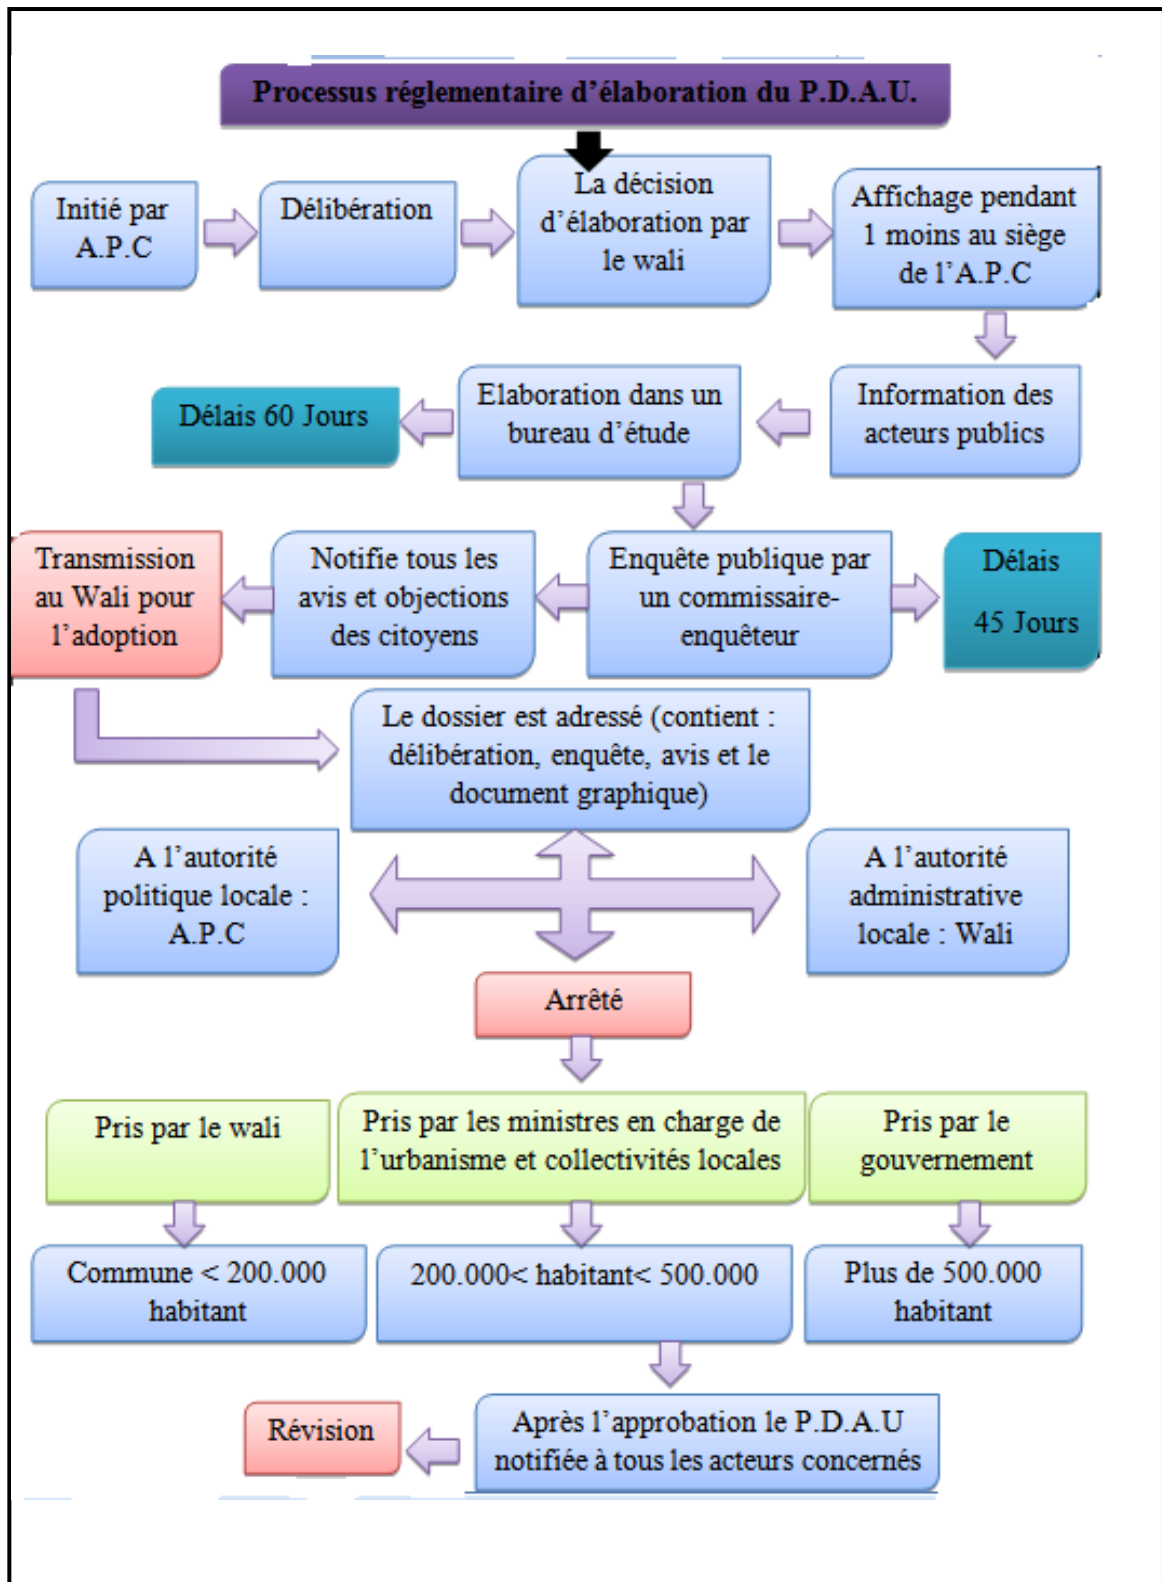 Processus réglementaire d’élaboration du P.D.A.U.
Initié par
A.P.C
Délibération
La décision
d’élaboration par
le wali
Affichage pendant
1 moins au siège
de l’A.P.C
Information des
acteurs publics
Elaboration dans un
bureau d’étude
Délais 60 Jours
Transmission
au Wali pour
l’adoption
Notifie tous les
avis et objections
des citoyens
Enquête publique par
un commissaire-
enquêteur
Délais
45 Jours
Le dossier est adressé (contient :
délibération, enquête, avis et le
document graphique)
A l’autorité
politique locale :
A.P.C
A l’autorité
administrative
locale : Wali
Arrêté
Pris par le wali
Pris par les ministres en charge de
l’urbanisme et collectivités locales
Pris par le
gouvernement
Commune < 200.000
habitant
200.000< habitant< 500.000
Plus de 500.000
habitant
Après l’approbation le P.D.A.U
notifiée à tous les acteurs concernés
Révision